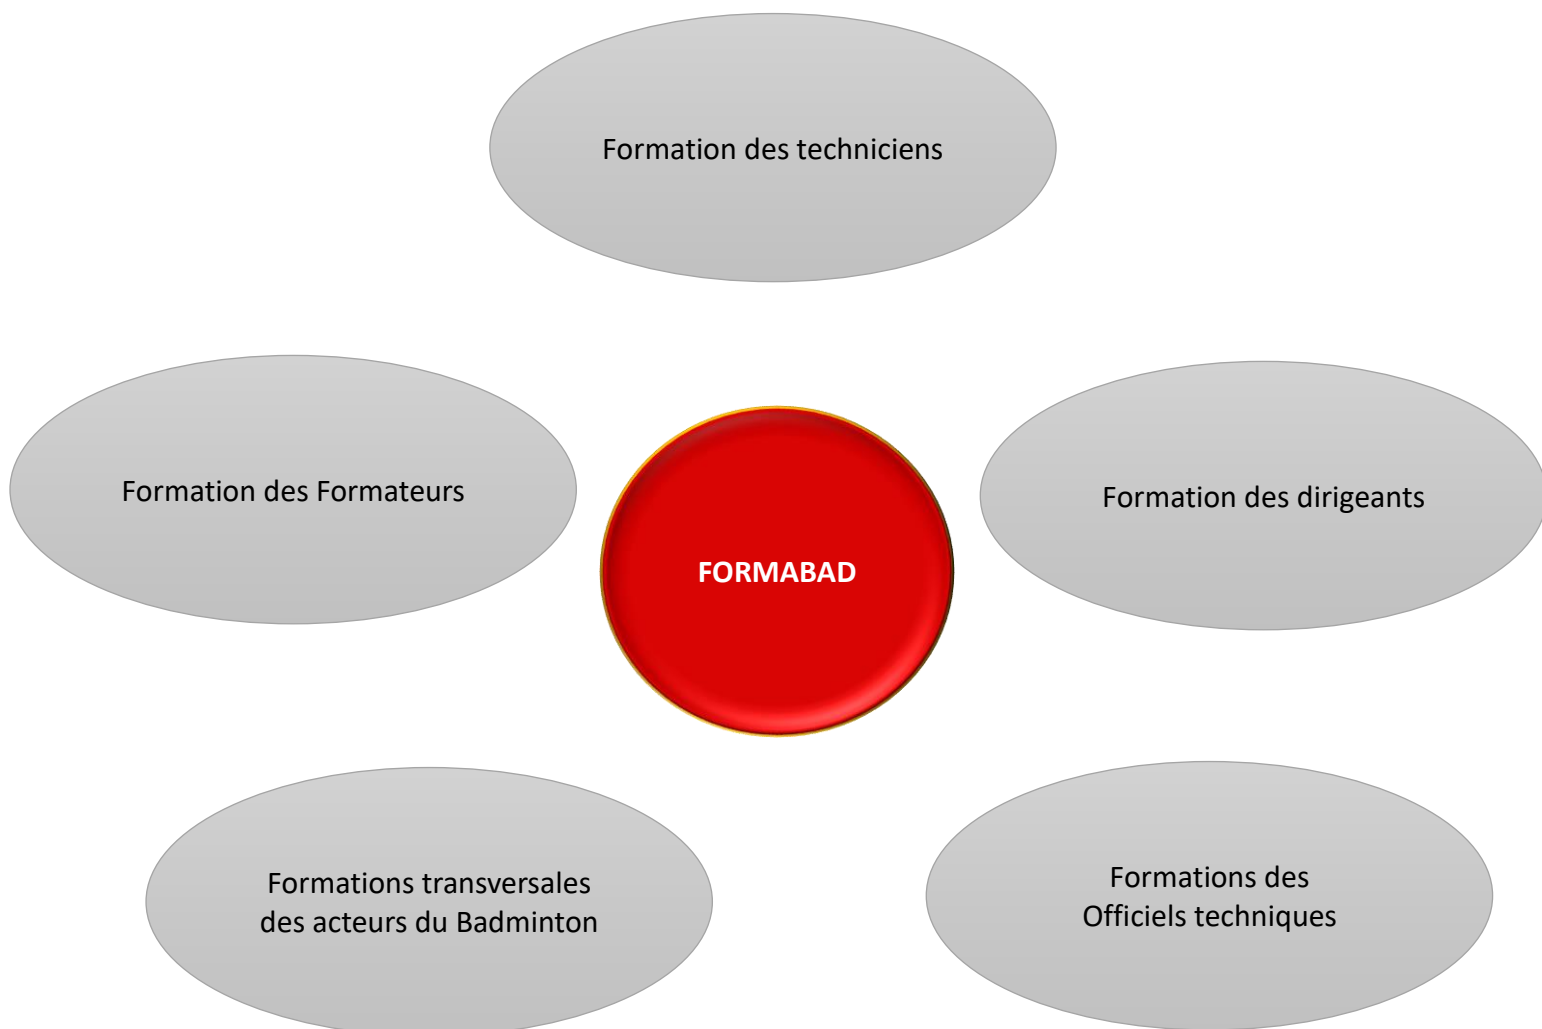 Formation des techniciens
Formation des Formateurs
Formation des dirigeants
FORMABAD
Formations transversales
des acteurs du Badminton
Formations des
Officiels techniques